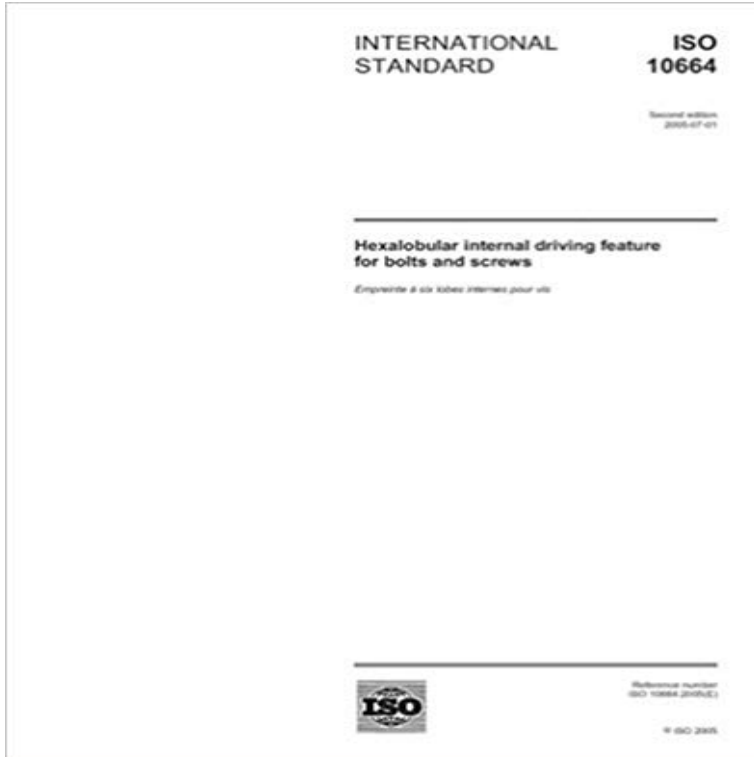 INTERNATIONAL
STANDARD
ISO
10664
Second edition
2005-07-01
Hexalobular internal driving feature
for bolts and screws
Empreinte à six lobes internes pour vis
ISO
Reference number
ISO 10664:2005(E)
© ISO 2005